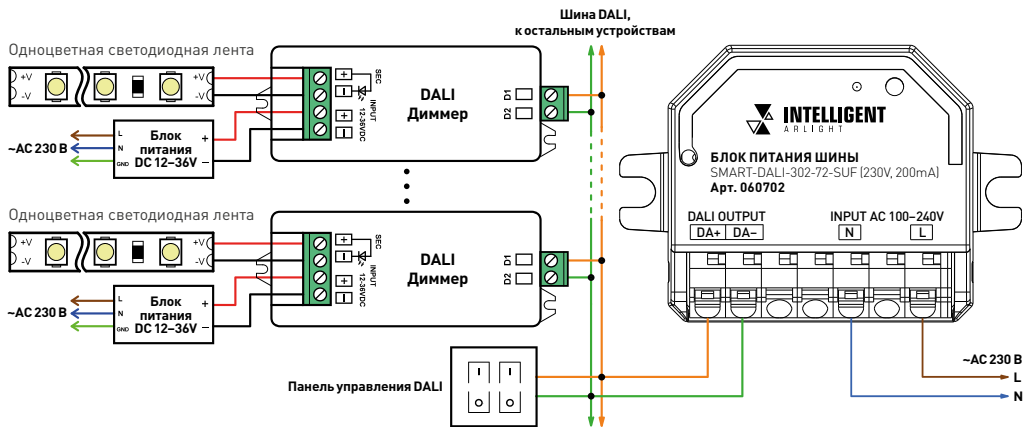 Шина DALI,
к остальным устройствам
Одноцветная светодиодная лента
+V
-V
+V
-V
L
N
GND
~AC 230 В
Блок
питания
DC 12–36V
+
–
+
–
+
–
SEC
INPUT
12-36VDC
DALI
Диммер
D1
D2
Одноцветная светодиодная лента
+V
-V
+V
-V
L
N
GND
~AC 230 В
Блок
питания
DC 12–36V
+
–
+
–
+
–
SEC
INPUT
12-36VDC
DALI
Диммер
D1
D2
Панель управления DALI
INTELLIGENT
ARLIGHT
БЛОК ПИТАНИЯ ШИНЫ
SMART-DALI-302-72-SUF (230V, 200mA)
Арт. 060702
DALI OUTPUT
INPUT AC 100–240V
DA+ DA– N L
~AC 230 В
L
N